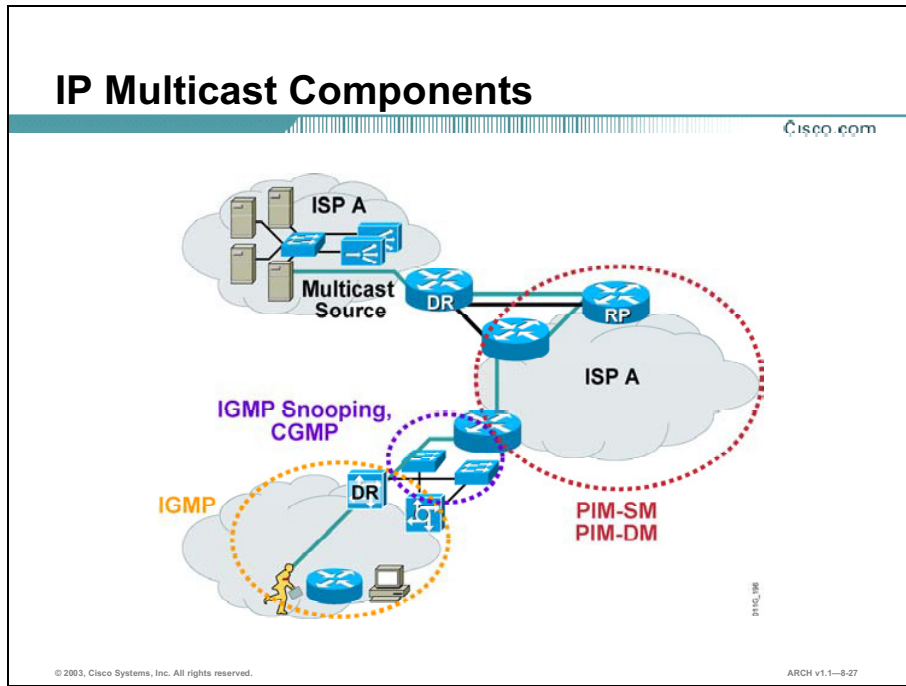 IP Multicast Components
Cisco.com
ISP A
Multicast
Source
DR
RP
ISP A
IGMP Snooping,
CGMP
DR
IGMP
PIM-SM
PIM-DM
011G_196
© 2003, Cisco Systems, Inc. All rights reserved.
ARCH v1.1—8-27